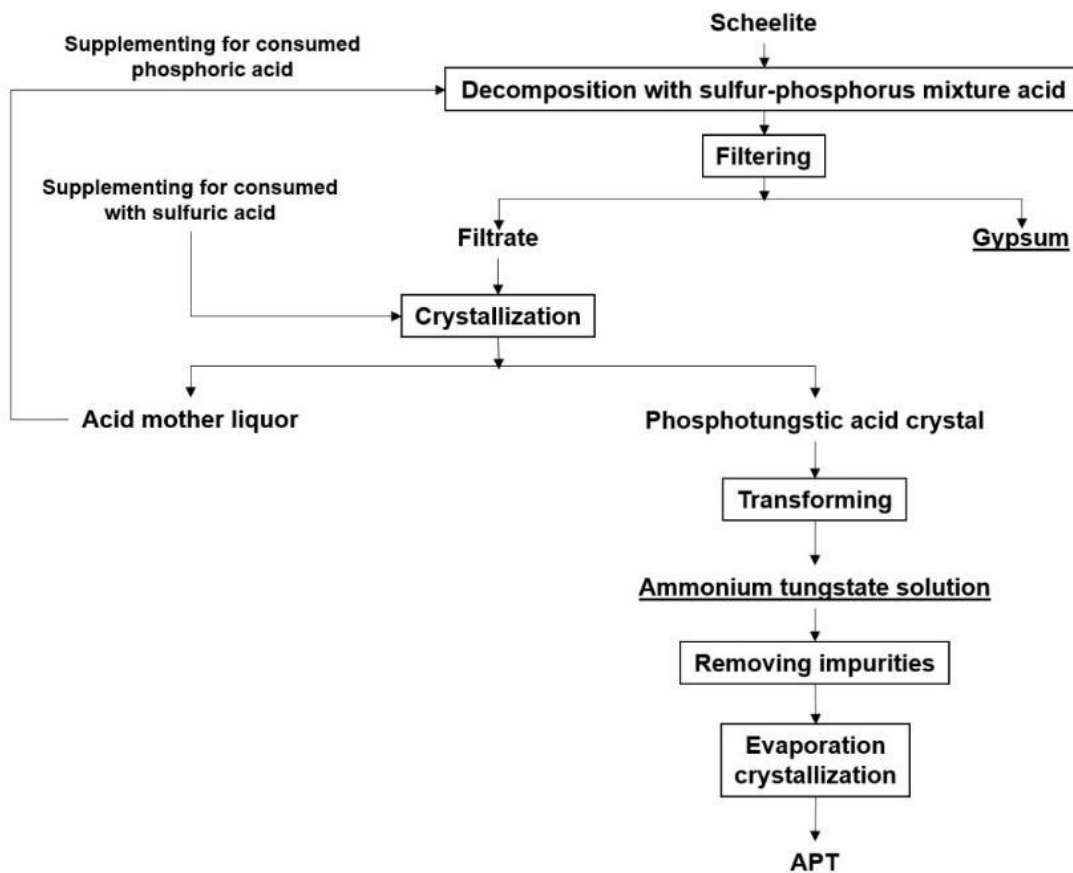 Scheelite
Supplementing for consumed
phosphoric acid
Decomposition with sulfur-phosphorus mixture acid
Filtering
Supplementing for consumed
with sulfuric acid
Filtrate
Gypsum
Crystallization
Acid mother liquor
Phosphotungstic acid crystal
Transforming
Ammonium tungstate solution
Removing impurities
Evaporation
crystallization
APT